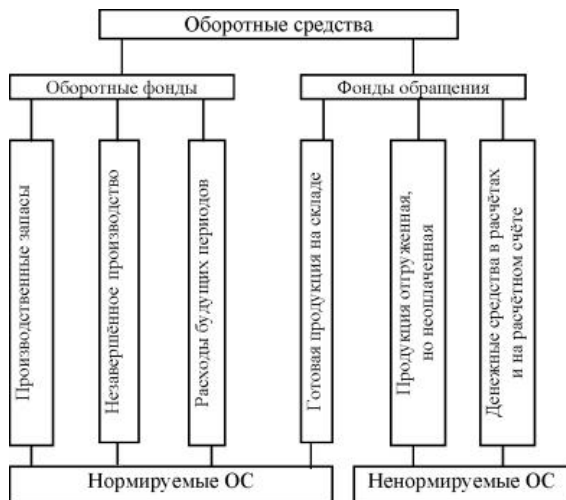 Оборотные средства
Оборотные фонды
Фонды обращения
Производственные запасы
Незавершённое производство
Расходы будущих периодов
Готовая продукция на складе
Продукция отгруженная,
но неоплаченная
Денежные средства в расчётах
и на расчётном счёте
Нормируемые ОС
Ненормируемые ОС